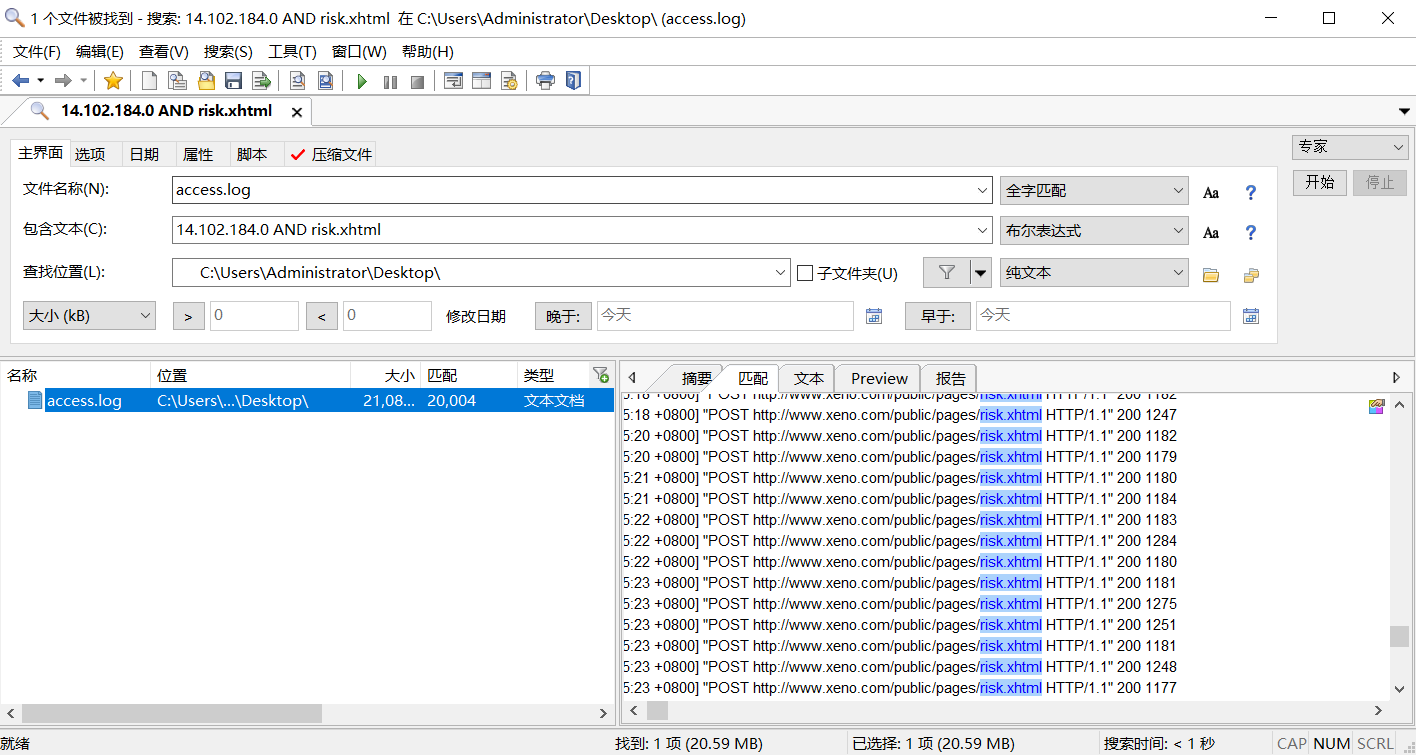 1 个文件被找到 - 搜索: 14.102.184.0 AND risk.xhtml 在 C:\Users\Administrator\Desktop\ (access.log)
文件(F) 编辑(E) 查看(V) 搜索(S) 工具(T) 窗口(W) 帮助(H)
14.102.184.0 AND risk.xhtml
主界面 选项 日期 属性 脚本 压缩文件 专家
文件名称(N): access.log 全字匹配 Aa ? 开始 停止
包含文本(C): 14.102.184.0 AND risk.xhtml 布尔表达式 Aa ?
查找位置(L): C:\Users\Administrator\Desktop\ 子文件夹(U) 纯文本
大小 (kB) > 0 < 0 修改日期 晚于: 今天 早于: 今天
名称 位置 大小 匹配 类型
access.log C:\Users\...\Desktop\ 21,08... 20,004 文本文档
摘要 匹配 文本 Preview 报告
5:18 +0800] "POST http://www.xeno.com/public/pages/risk.xhtml HTTP/1.1" 200 1182
5:18 +0800] "POST http://www.xeno.com/public/pages/risk.xhtml HTTP/1.1" 200 1247
5:20 +0800] "POST http://www.xeno.com/public/pages/risk.xhtml HTTP/1.1" 200 1182
5:20 +0800] "POST http://www.xeno.com/public/pages/risk.xhtml HTTP/1.1" 200 1179
5:21 +0800] "POST http://www.xeno.com/public/pages/risk.xhtml HTTP/1.1" 200 1180
5:21 +0800] "POST http://www.xeno.com/public/pages/risk.xhtml HTTP/1.1" 200 1184
5:22 +0800] "POST http://www.xeno.com/public/pages/risk.xhtml HTTP/1.1" 200 1183
5:22 +0800] "POST http://www.xeno.com/public/pages/risk.xhtml HTTP/1.1" 200 1284
5:22 +0800] "POST http://www.xeno.com/public/pages/risk.xhtml HTTP/1.1" 200 1180
5:23 +0800] "POST http://www.xeno.com/public/pages/risk.xhtml HTTP/1.1" 200 1181
5:23 +0800] "POST http://www.xeno.com/public/pages/risk.xhtml HTTP/1.1" 200 1275
5:23 +0800] "POST http://www.xeno.com/public/pages/risk.xhtml HTTP/1.1" 200 1251
5:23 +0800] "POST http://www.xeno.com/public/pages/risk.xhtml HTTP/1.1" 200 1181
5:23 +0800] "POST http://www.xeno.com/public/pages/risk.xhtml HTTP/1.1" 200 1248
5:23 +0800] "POST http://www.xeno.com/public/pages/risk.xhtml HTTP/1.1" 200 1177
就绪 找到: 1 项 (20.59 MB) 已选择: 1 项 (20.59 MB) 搜索时间: < 1 秒 CAP NUM SCRL